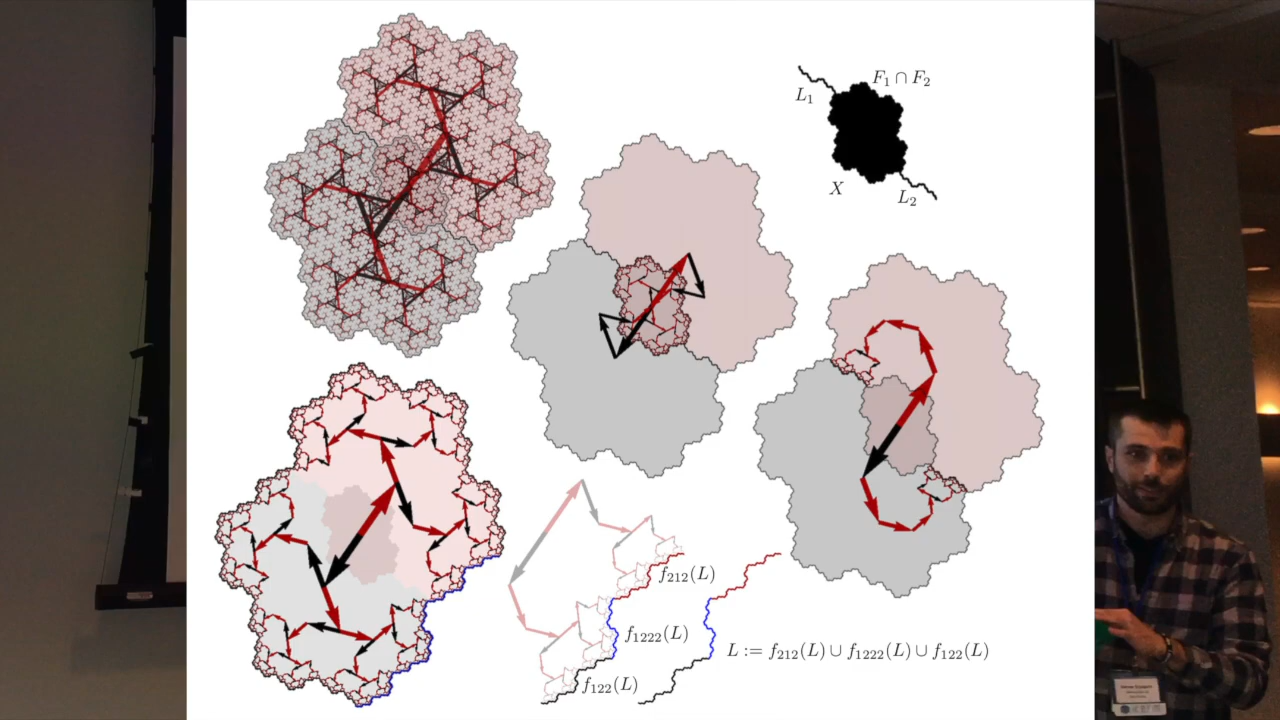 F₁ ∩ F₂
L₁
X
L₂
f₂₁₂(L)
f₁₂₂₂(L)
L := f₂₁₂(L) ∪ f₁₂₂₂(L) ∪ f₁₂₂(L)
f₁₂₂(L)